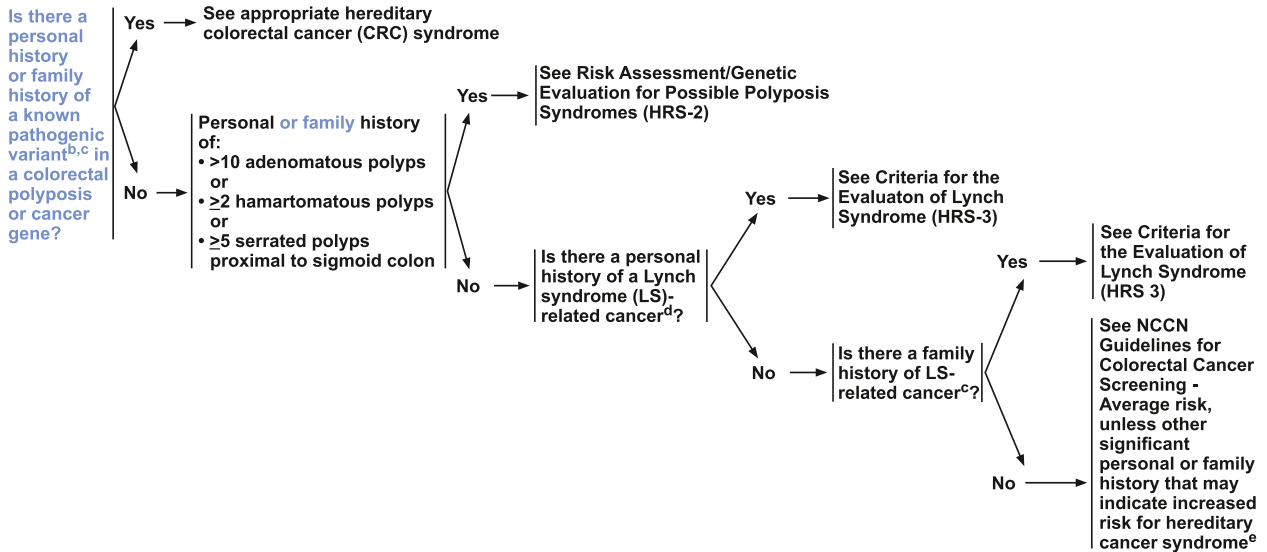 Is there a
personal
history
or family
history of
a known
pathogenic
variantb,c in
a colorectal
polyposis
or cancer
gene?
Yes
See appropriate hereditary
colorectal cancer (CRC) syndrome
No
Personal or family history
of:
• >10 adenomatous polyps
or
• ≥2 hamartomatous polyps
or
• ≥5 serrated polyps
proximal to sigmoid colon
Yes
See Risk Assessment/Genetic
Evaluation for Possible Polyposis
Syndromes (HRS-2)
No
Is there a personal
history of a Lynch
syndrome (LS)-
related cancerd?
Yes
See Criteria for the
Evaluaton of Lynch
Syndrome (HRS-3)
No
Is there a family
history of LS-
related cancerc?
Yes
See Criteria for
the Evaluation of
Lynch Syndrome
(HRS 3)
No
See NCCN
Guidelines for
Colorectal Cancer
Screening -
Average risk,
unless other
significant
personal or family
history that may
indicate increased
risk for hereditary
cancer syndromee